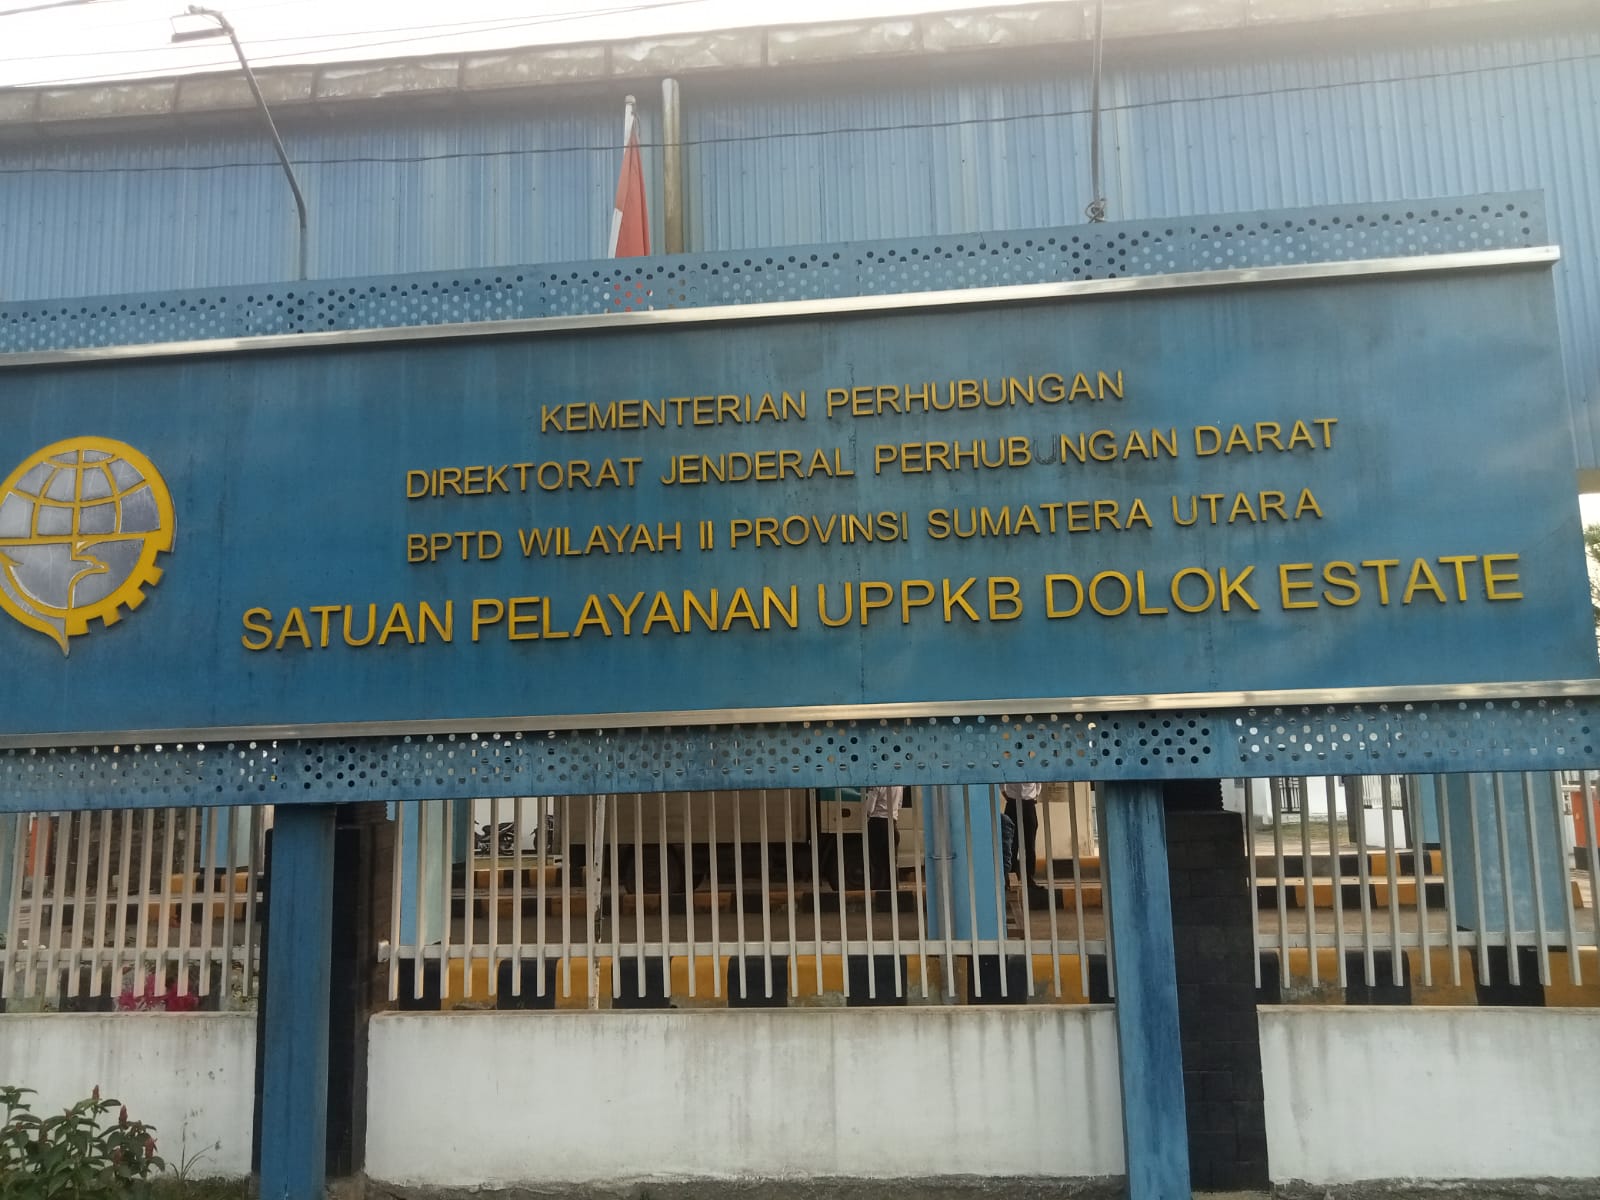 KEMENTERIAN PERHUBUNGAN
DIREKTORAT JENDERAL PERHUBUNGAN DARAT
BPTD WILAYAH II PROVINSI SUMATERA UTARA
SATUAN PELAYANAN UPPKB DOLOK ESTATE